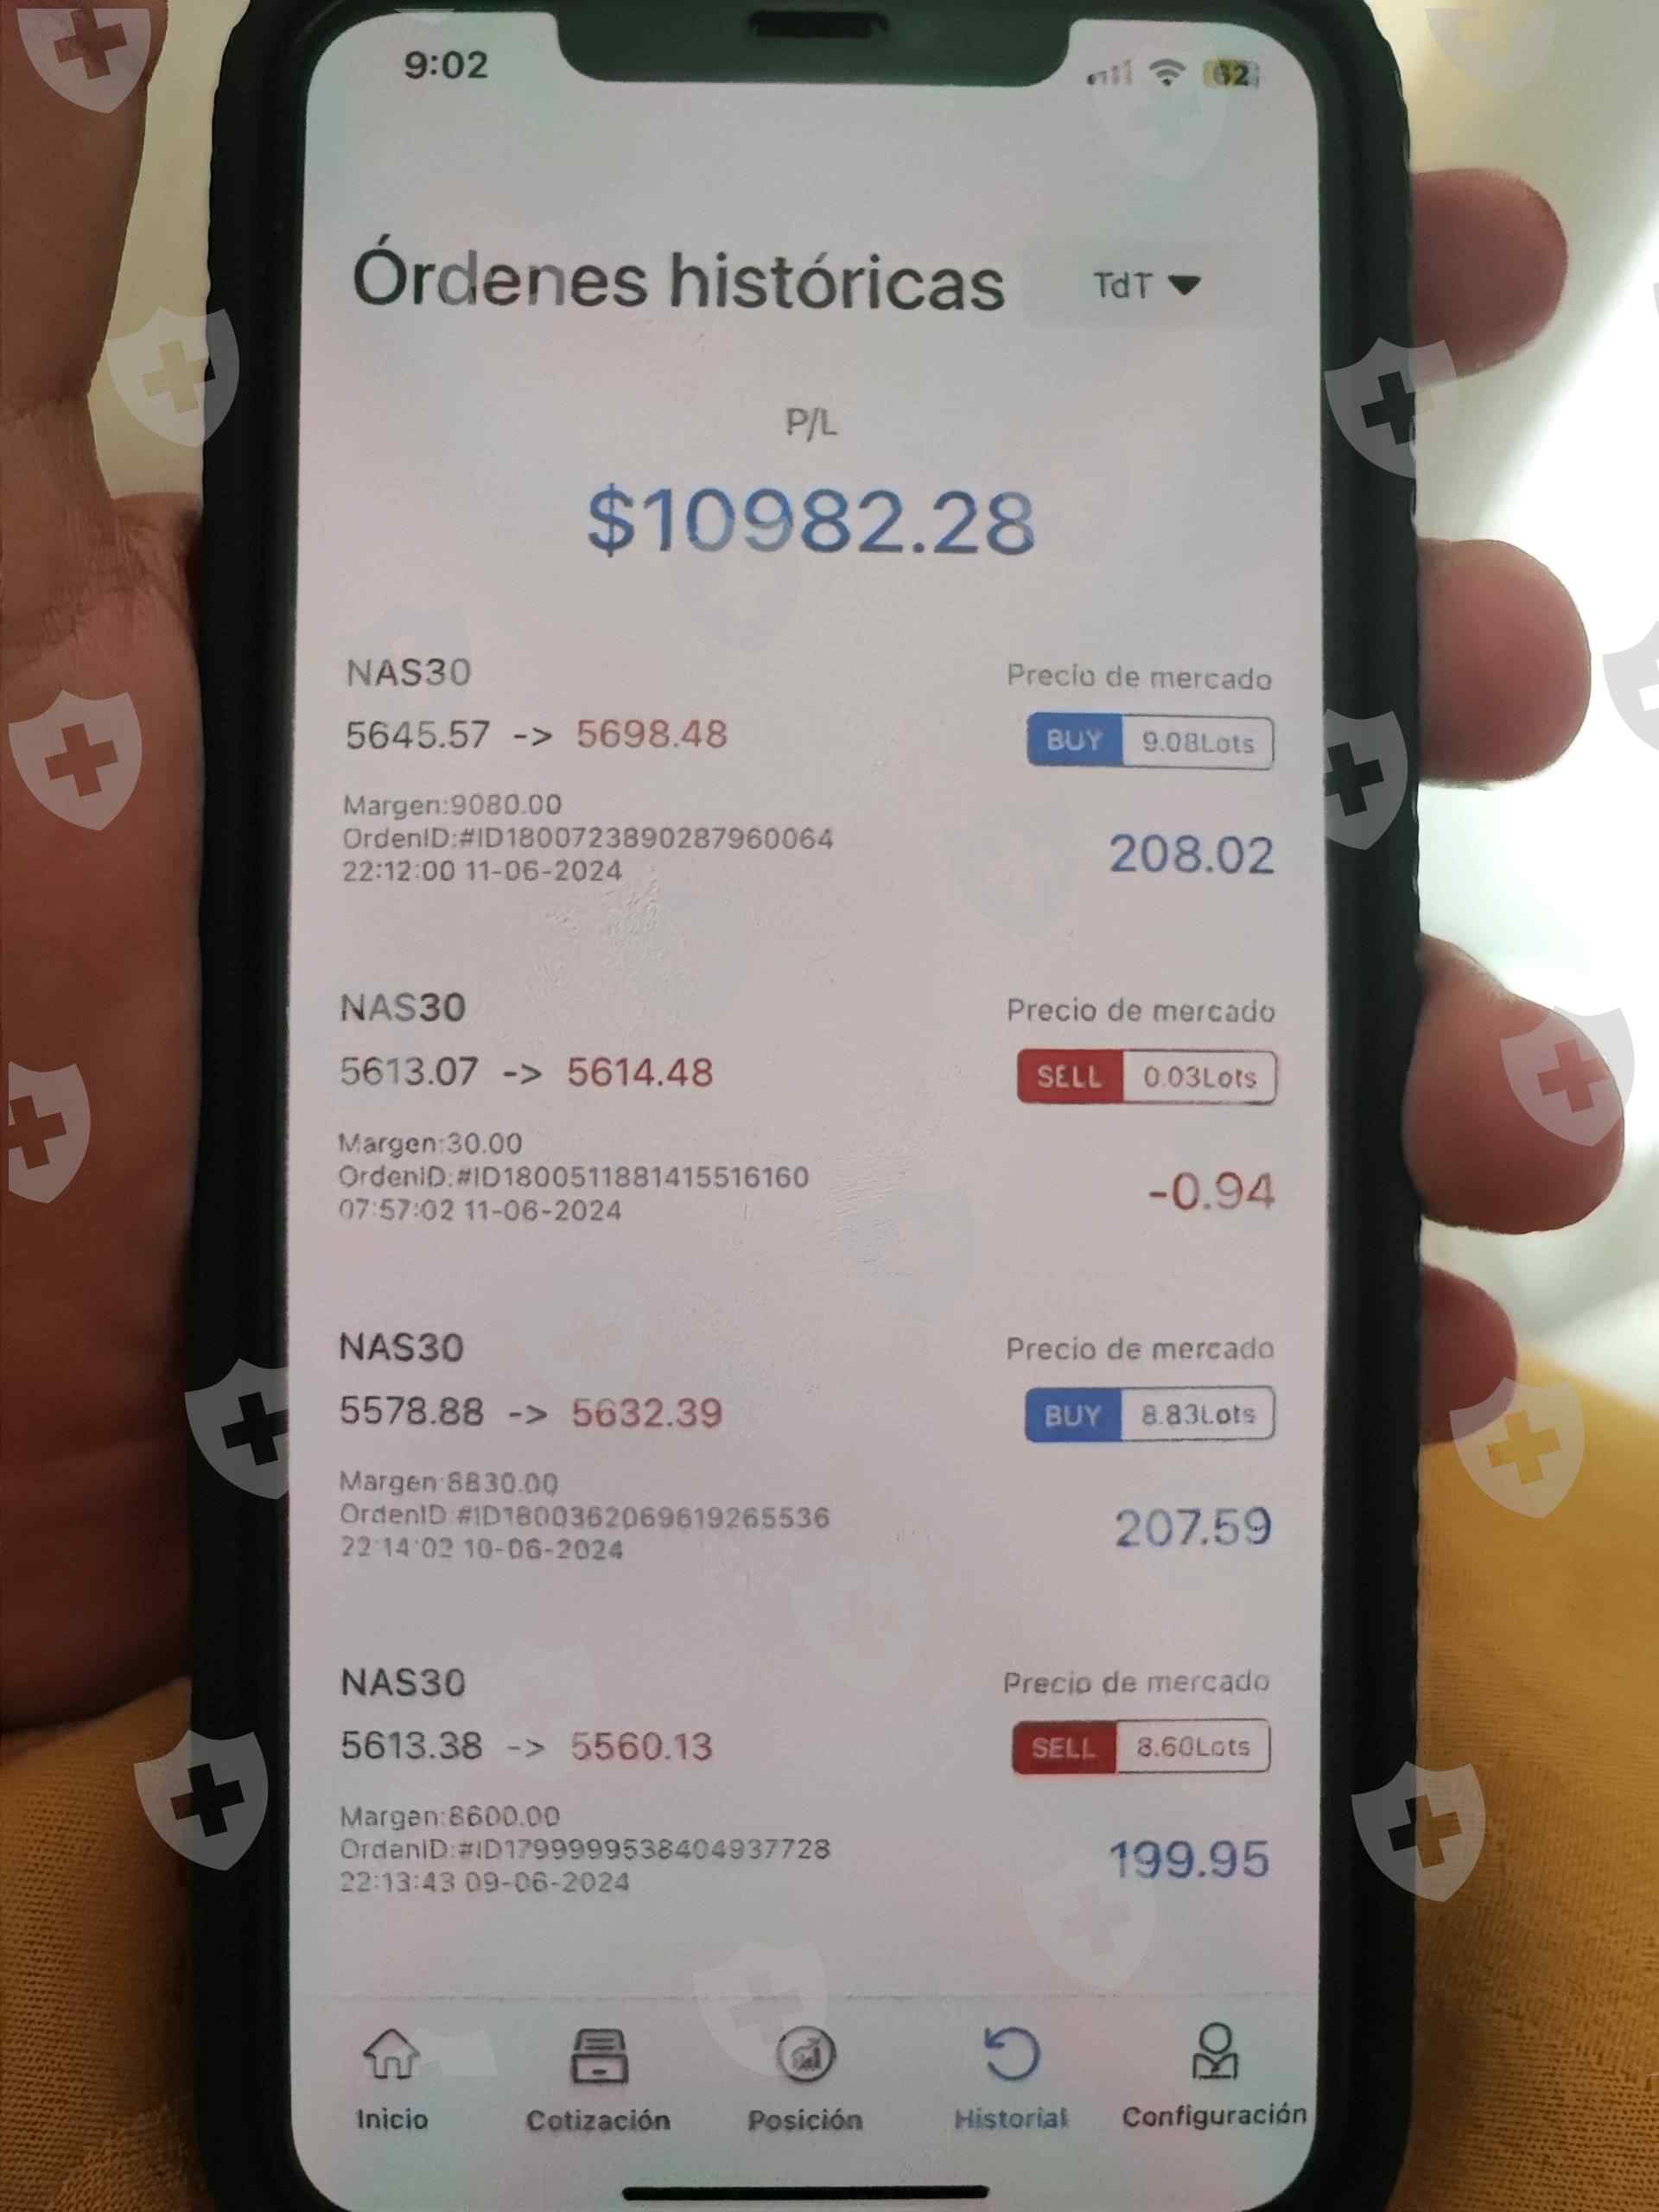 9:02
62
Órdenes históricas
TdT
P/L
$10982.28
NAS30
Precio de mercado
5645.57 -> 5698.48
BUY 9.08Lots
Margen:9080.00
OrdenID:#ID1800723890287960064
22:12:00 11-06-2024
208.02
NAS30
Precio de mercado
5613.07 -> 5614.48
SELL 0.03Lots
Margen:30.00
OrdenID:#ID1800511881415516160
07:57:02 11-06-2024
-0.94
NAS30
Precio de mercado
5578.88 -> 5632.39
BUY 8.83Lots
Margen:8830.00
OrdenID:#ID1800362069619265536
22:14:02 10-06-2024
207.59
NAS30
Precio de mercado
5613.38 -> 5560.13
SELL 8.60Lots
Margen:8600.00
OrdenID:#ID1799999538404937728
22:13:43 09-06-2024
199.95
Inicio
Cotización
Posición
Historial
Configuración